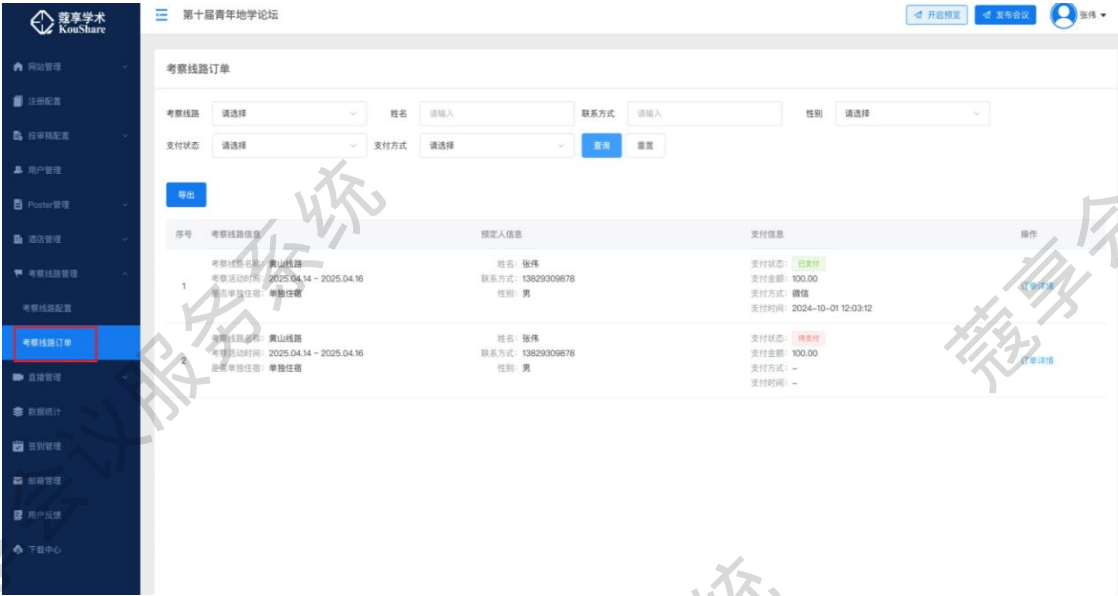 蔻享学术
KouShare
第十届青年地学论坛
开启预览
发布会议
张伟
网站管理
注册配置
投审稿配置
用户管理
Poster管理
酒店管理
考察线路管理
考察线路配置
考察线路订单
直播管理
数据统计
签到管理
邮箱管理
用户反馈
下载中心
考察线路订单
考察线路 请选择 姓名 请输入 联系方式 请输入 性别 请选择
支付状态 请选择 支付方式 请选择 查询 重置
导出
序号 考察线路信息 预定人信息 支付信息 操作
考察线路名称: 黄山线路 姓名: 张伟 支付状态: 已支付
考察活动时间: 2025.04.14 ~ 2025.04.16 联系方式: 13829309878 支付金额: 100.00
1 是否单独住宿: 单独住宿 性别: 男 支付方式: 微信 订单详情
支付时间: 2024-10-01 12:03:12
考察线路名称: 黄山线路 姓名: 张伟 支付状态: 待支付
考察活动时间: 2025.04.14 ~ 2025.04.16 联系方式: 13829309878 支付金额: 100.00
2 是否单独住宿: 单独住宿 性别: 男 支付方式: – 订单详情
支付时间: –
会议服务系统
蔻享会
统